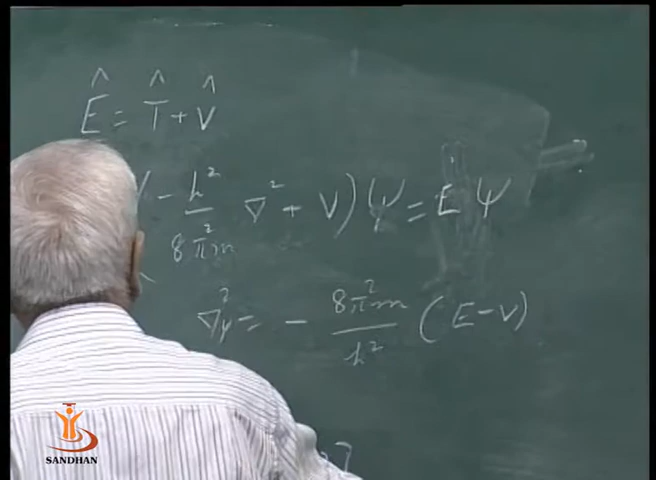 Ê = T̂ + V̂
( - h² / 8π²m ∇² + V ) Ψ = E Ψ
∇²ψ = - 8π²m / h² ( E - V )
SANDHAN